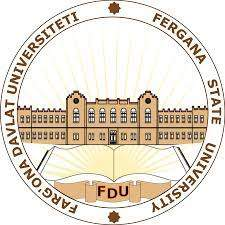 FARG'ONA DAVLAT UNIVERSITETI
FERGANA STATE UNIVERSITY
FDU